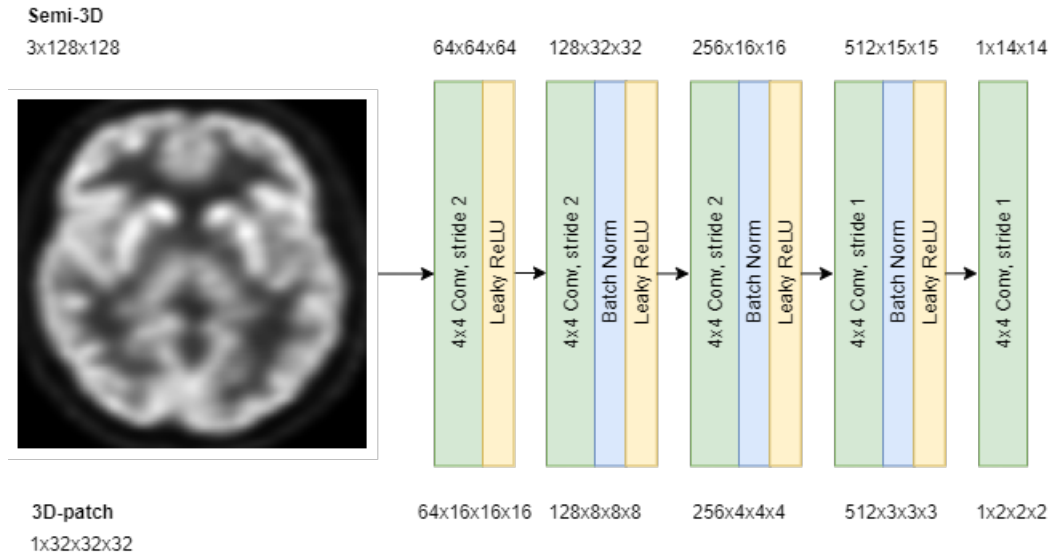 Semi-3D
3x128x128
64x64x64
128x32x32
256x16x16
512x15x15
1x14x14
4x4 Conv, stride 2
Leaky ReLU
4x4 Conv, stride 2
Batch Norm
Leaky ReLU
4x4 Conv, stride 2
Batch Norm
Leaky ReLU
4x4 Conv, stride 1
Batch Norm
Leaky ReLU
4x4 Conv, stride 1
3D-patch
1x32x32x32
64x16x16x16
128x8x8x8
256x4x4x4
512x3x3x3
1x2x2x2